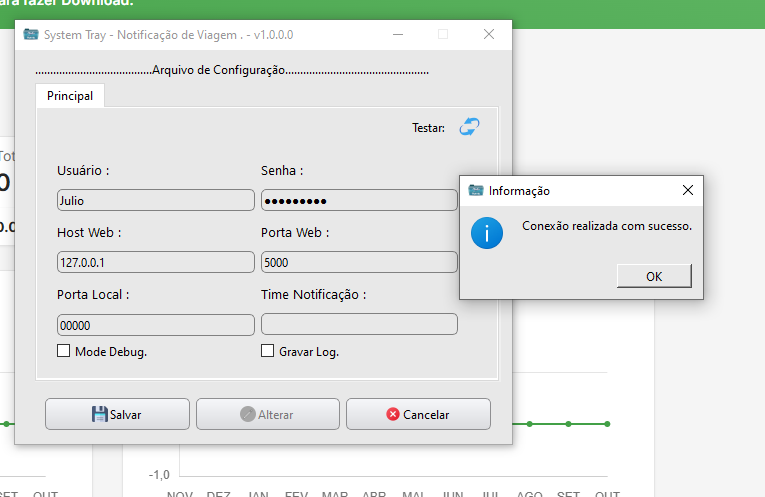 ara fazer Download.
System Tray - Notificação de Viagem . - v1.0.0.0
.......................................Arquivo de Configuração................................................
Principal
Testar:
Usuário :
Senha :
Julio
●●●●●●●●●
Host Web :
Porta Web :
127.0.0.1
5000
Porta Local :
Time Notificação :
00000
Mode Debug.
Gravar Log.
Salvar
Alterar
Cancelar
Informação
Conexão realizada com sucesso.
OK
Tot
0
0.0
-1,0
SET OUT
NOV DEZ JAN FEV MAR ABR MAI JUN JUL AGO SET OUT